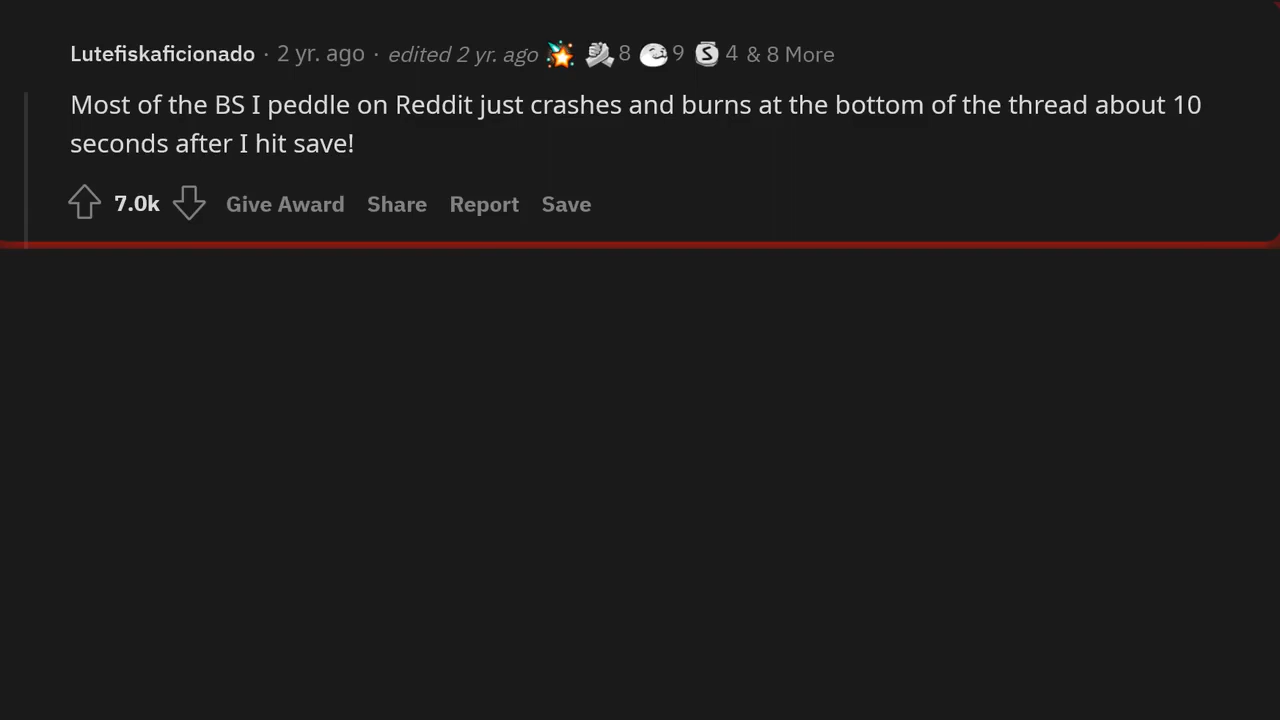 Lutefiskaficionado · 2 yr. ago · edited 2 yr. ago 8 9 S 4 & 8 More
Most of the BS I peddle on Reddit just crashes and burns at the bottom of the thread about 10
seconds after I hit save!
7.0k Give Award Share Report Save